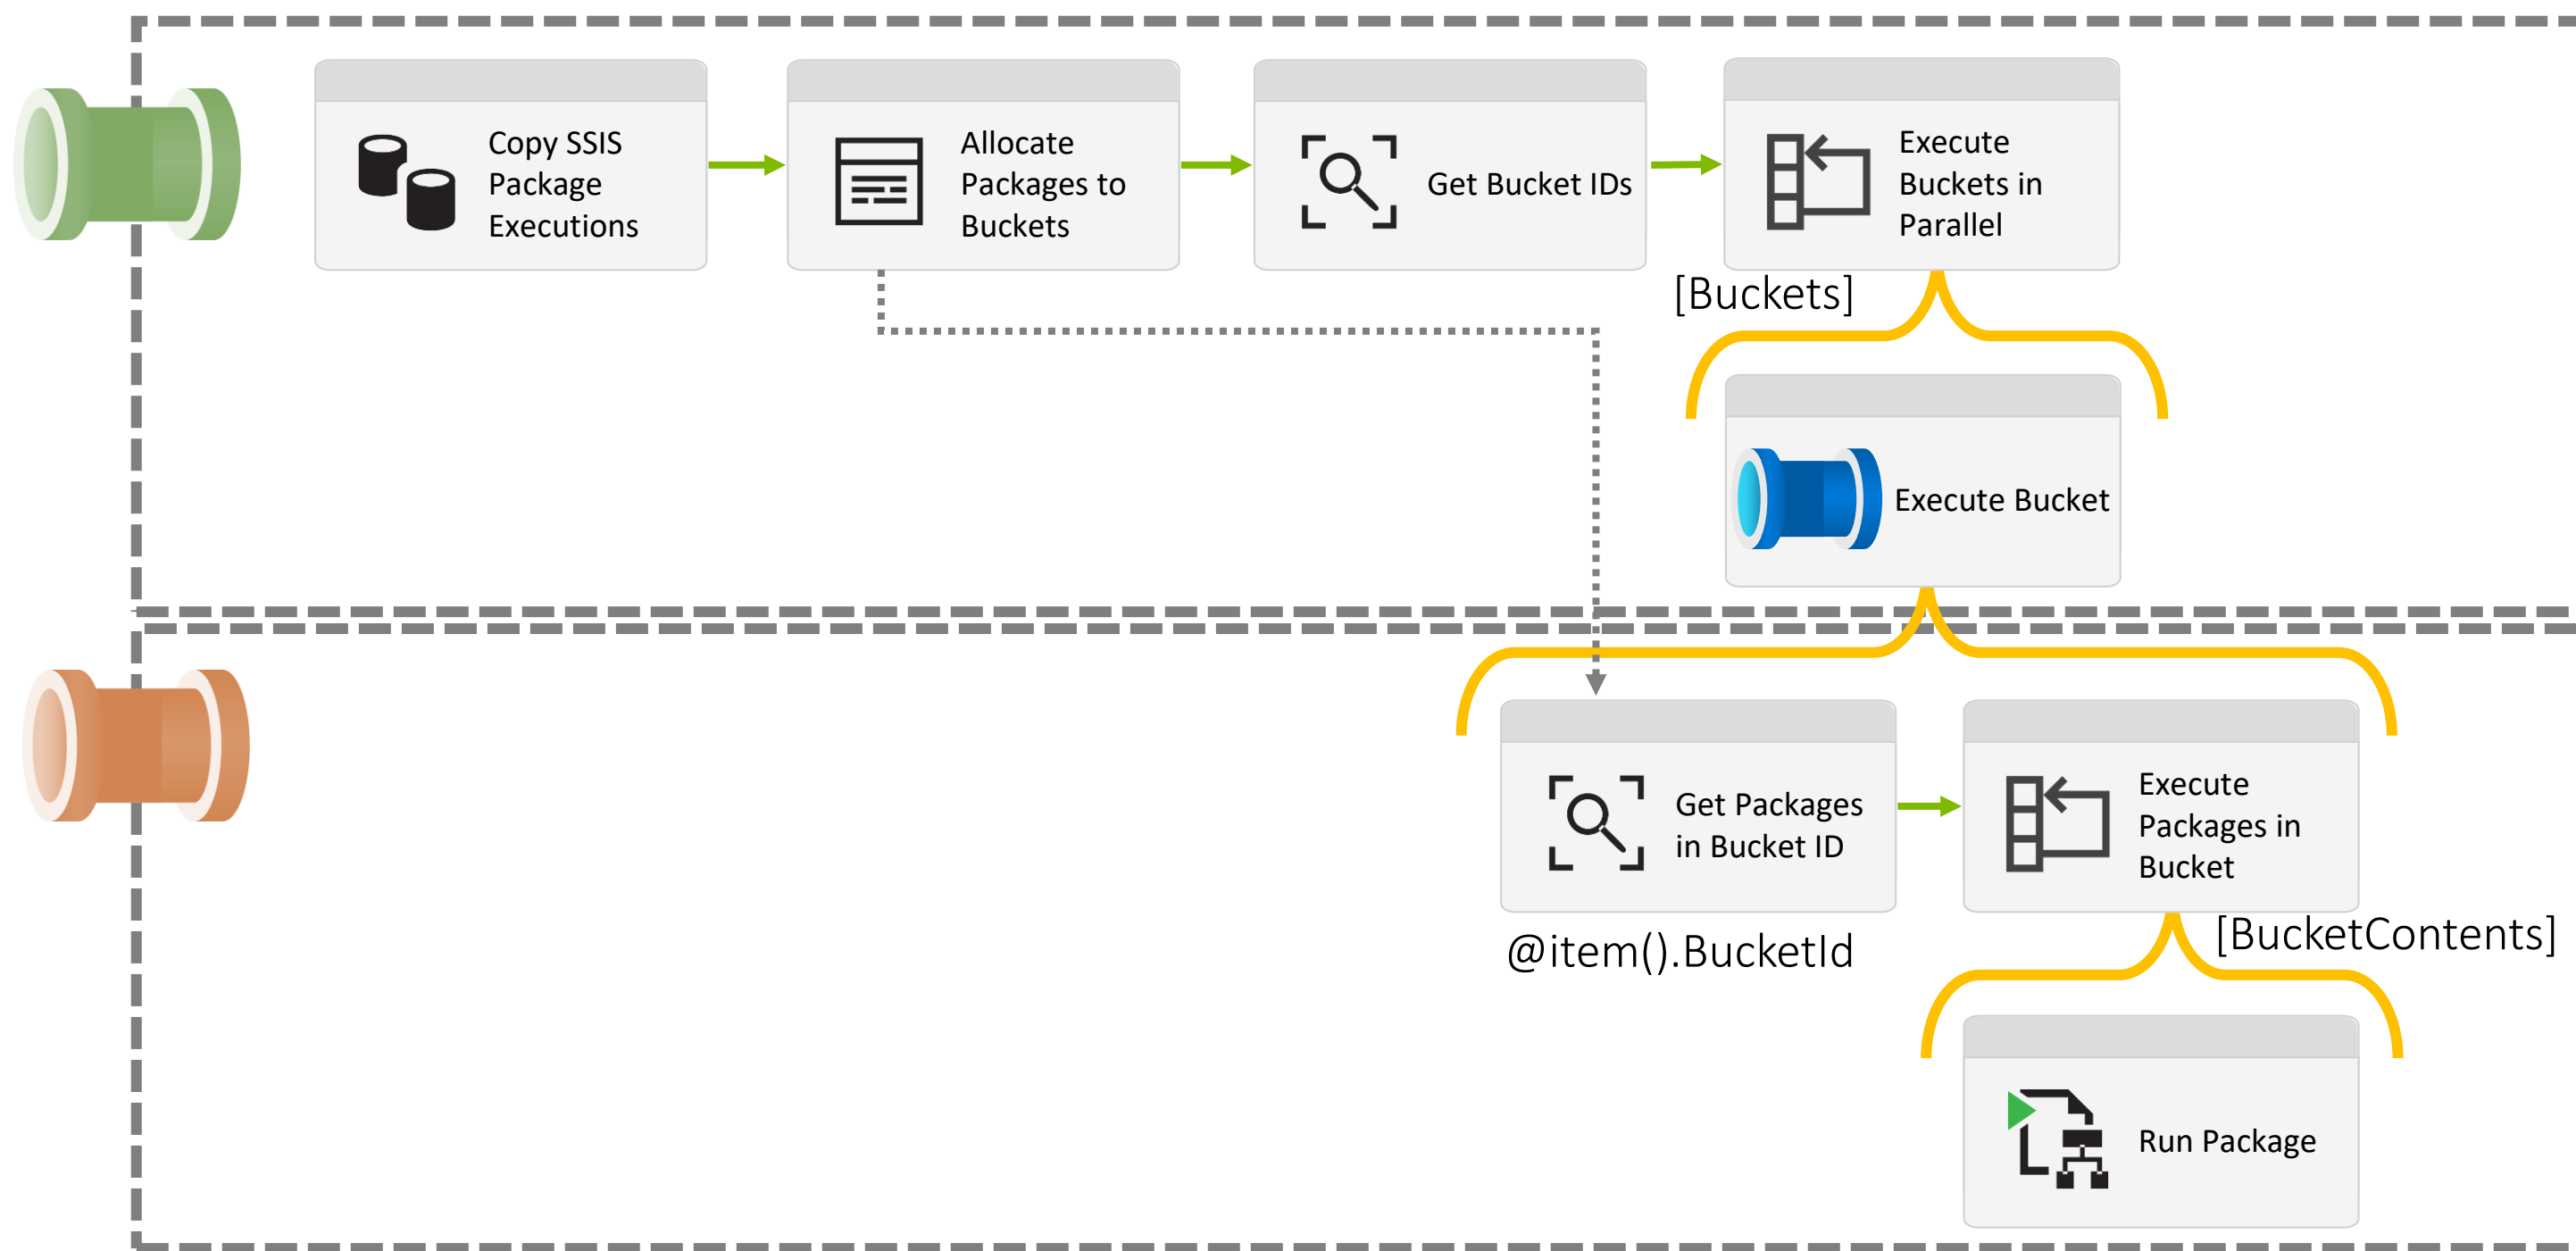 Copy SSIS
Package
Executions
Allocate
Packages to
Buckets
Get Bucket IDs
Execute
Buckets in
Parallel
[Buckets]
Execute Bucket
Get Packages
in Bucket ID
Execute
Packages in
Bucket
@item().BucketId
[BucketContents]
Run Package